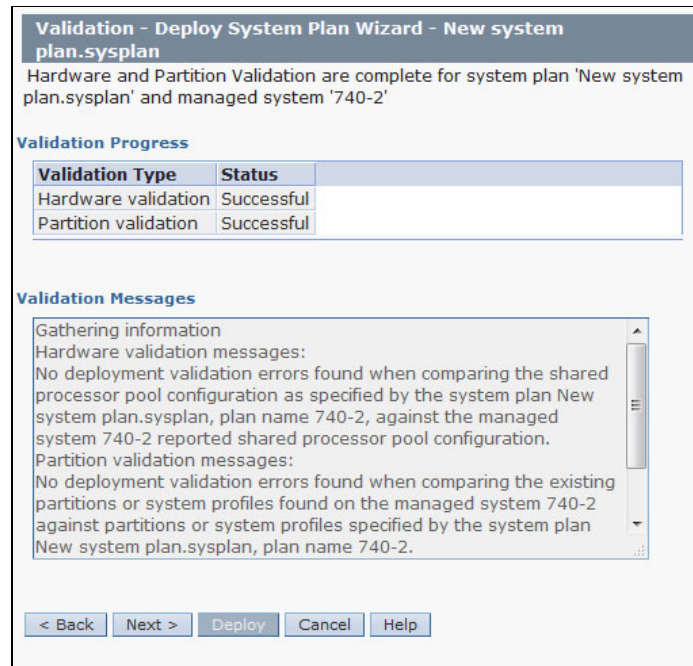 Validation - Deploy System Plan Wizard - New system
plan.sysplan
Hardware and Partition Validation are complete for system plan 'New system
plan.sysplan' and managed system '740-2'
Validation Progress
Validation Type Status
Hardware validation Successful
Partition validation Successful
Validation Messages
Gathering information
Hardware validation messages:
No deployment validation errors found when comparing the shared
processor pool configuration as specified by the system plan New
system plan.sysplan, plan name 740-2, against the managed
system 740-2 reported shared processor pool configuration.
Partition validation messages:
No deployment validation errors found when comparing the existing
partitions or system profiles found on the managed system 740-2
against partitions or system profiles specified by the system plan
New system plan.sysplan, plan name 740-2.
< Back Next > Deploy Cancel Help